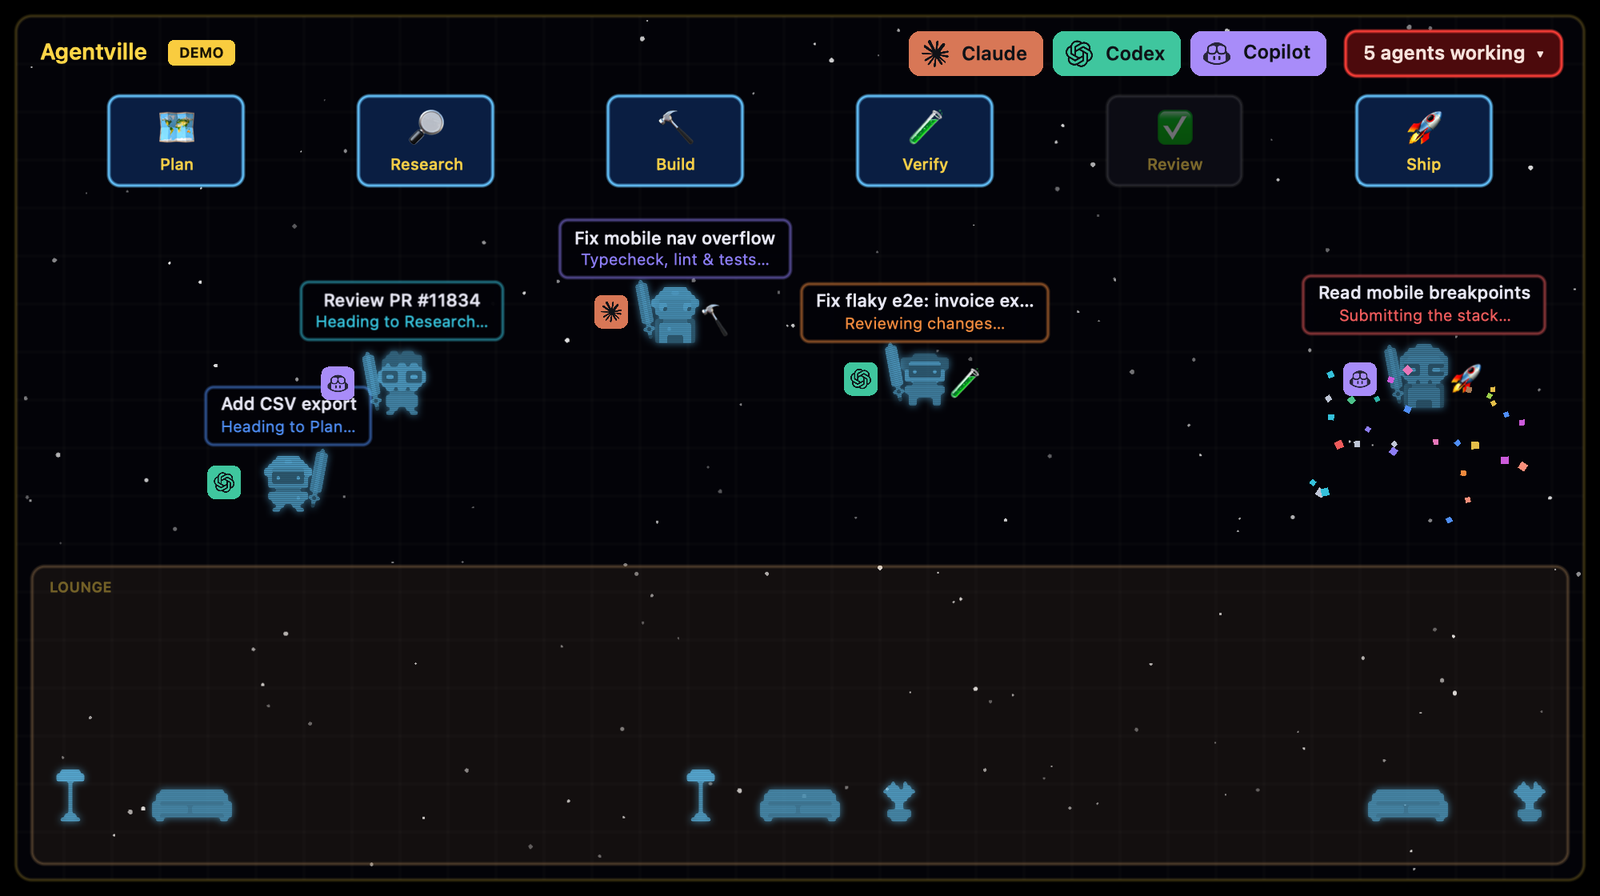 Agentville
DEMO
Claude
Codex
Copilot
5 agents working
Plan
Research
Build
Verify
Review
Ship
Fix mobile nav overflow
Typecheck, lint & tests...
Review PR #11834
Heading to Research...
Fix flaky e2e: invoice ex...
Reviewing changes...
Read mobile breakpoints
Submitting the stack...
Add CSV export
Heading to Plan...
LOUNGE